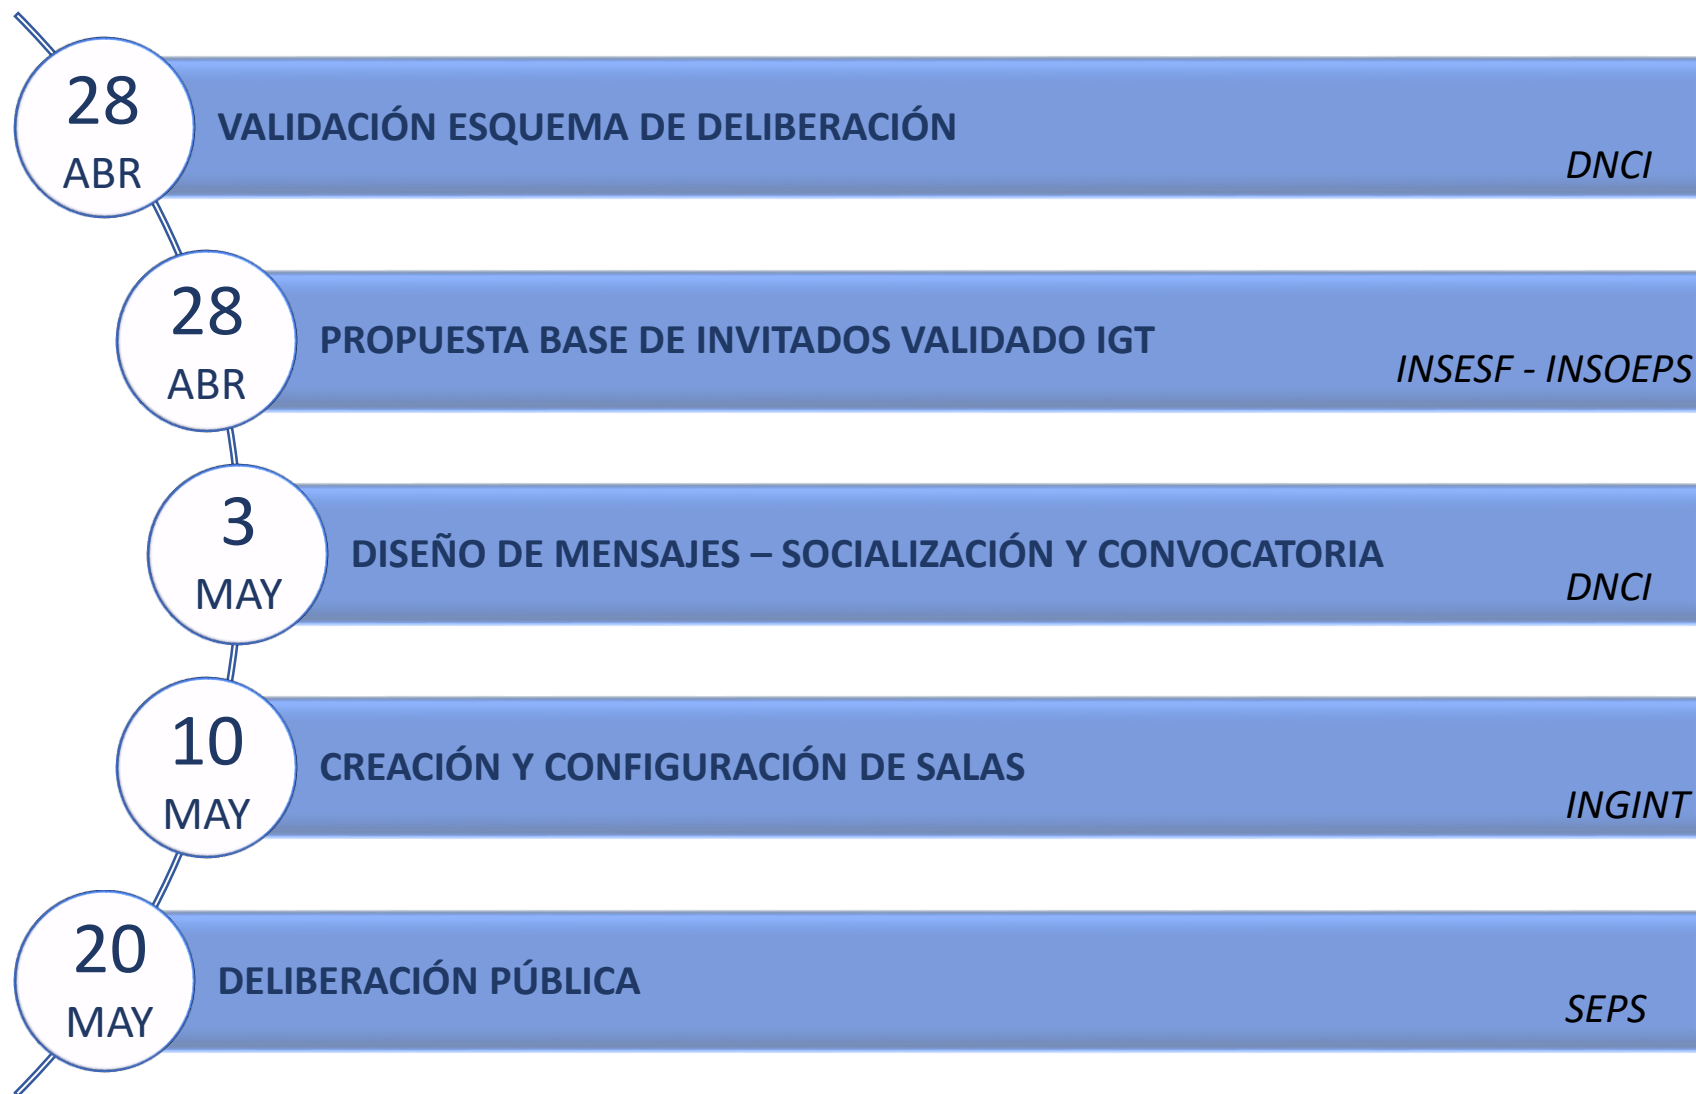 28
ABR
VALIDACIÓN ESQUEMA DE DELIBERACIÓN
DNCI
28
ABR
PROPUESTA BASE DE INVITADOS VALIDADO IGT
INSESF - INSOEPS
3
MAY
DISEÑO DE MENSAJES – SOCIALIZACIÓN Y CONVOCATORIA
DNCI
10
MAY
CREACIÓN Y CONFIGURACIÓN DE SALAS
INGINT
20
MAY
DELIBERACIÓN PÚBLICA
SEPS